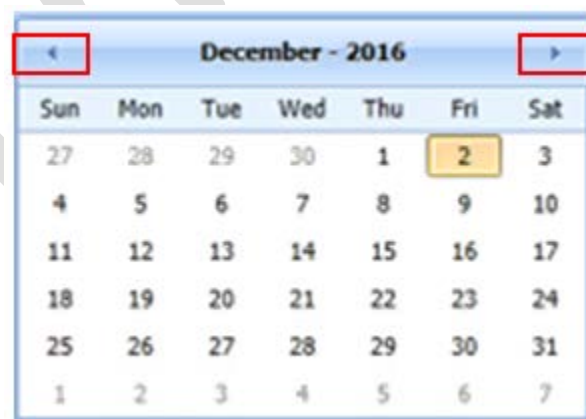 December - 2016
Sun Mon Tue Wed Thu Fri Sat
27 28 29 30 1 2 3
4 5 6 7 8 9 10
11 12 13 14 15 16 17
18 19 20 21 22 23 24
25 26 27 28 29 30 31
1 2 3 4 5 6 7